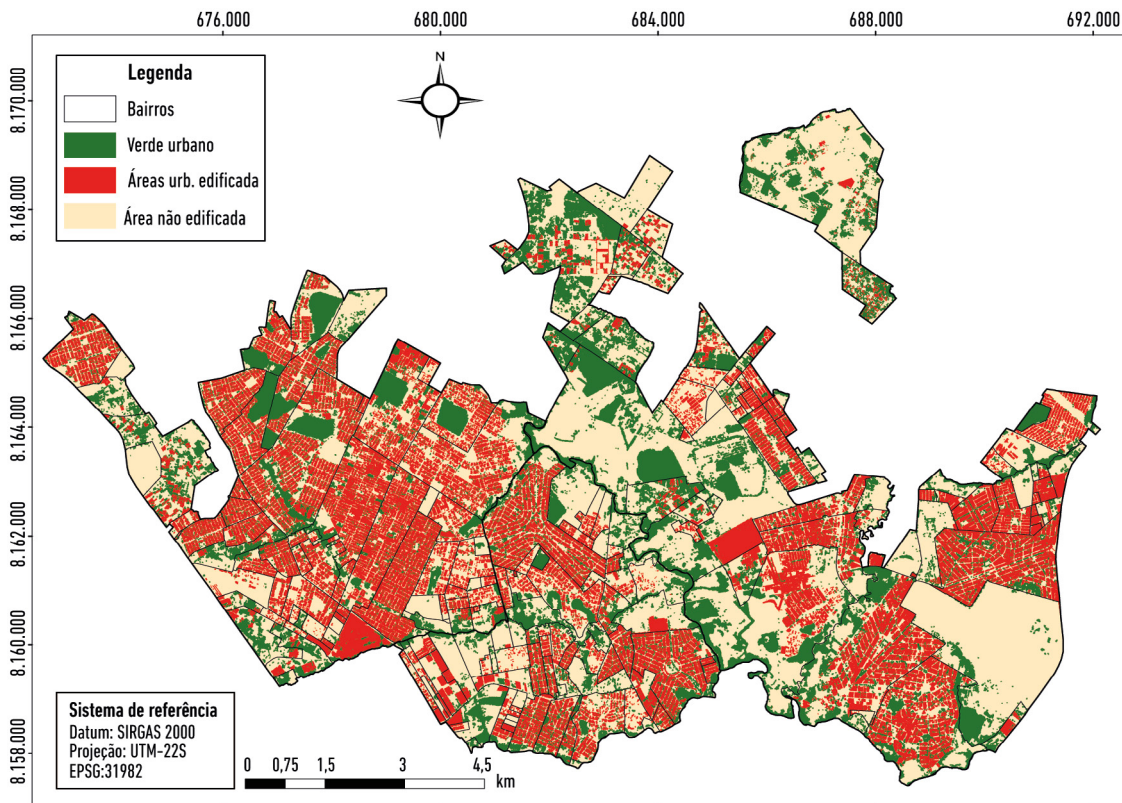 676.000 680.000 684.000 688.000 692.000
N
Legenda
Bairros
Verde urbano
Áreas urb. edificada
Área não edificada
8.170.000
8.168.000
8.166.000
8.164.000
8.162.000
8.160.000
8.158.000
Sistema de referência
Datum: SIRGAS 2000
Projeção: UTM-22S
EPSG:31982
0 0,75 1,5 3 4,5
km